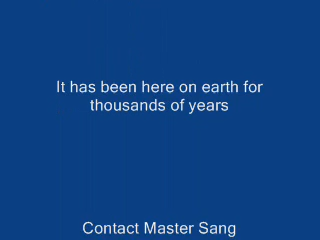 It has been here on earth for
thousands of years
Contact Master Sang